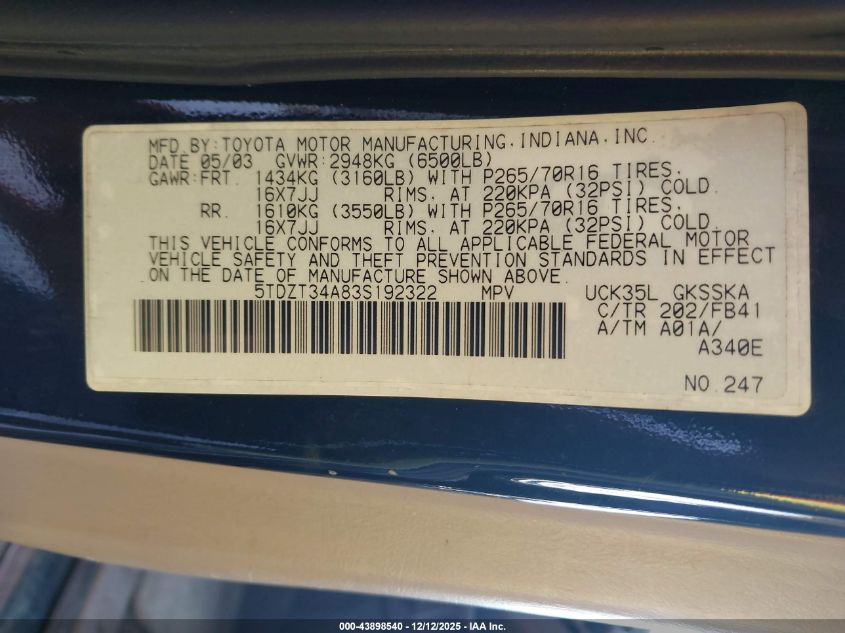 MFD.BY:TOYOTA MOTOR MANUFACTURING,INDIANA,INC.
DATE 05/03 GVWR:2948KG (6500LB)
GAWR:FRT. 1434KG (3160LB) WITH P265/70R16 TIRES,
16X7JJ RIMS, AT 220KPA (32PSI) COLD.
RR. 1610KG (3550LB) WITH P265/70R16 TIRES,
16X7JJ RIMS, AT 220KPA (32PSI) COLD.
THIS VEHICLE CONFORMS TO ALL APPLICABLE FEDERAL MOTOR
VEHICLE SAFETY AND THEFT PREVENTION STANDARDS IN EFFECT
ON THE DATE OF MANUFACTURE SHOWN ABOVE.
5TDZT34A83S192322 MPV UCK35L GKSSKA
C/TR 202/FB41
A/TM A01A/
A340E
NO.247
000-43898540 - 12/12/2025 - IAA Inc.